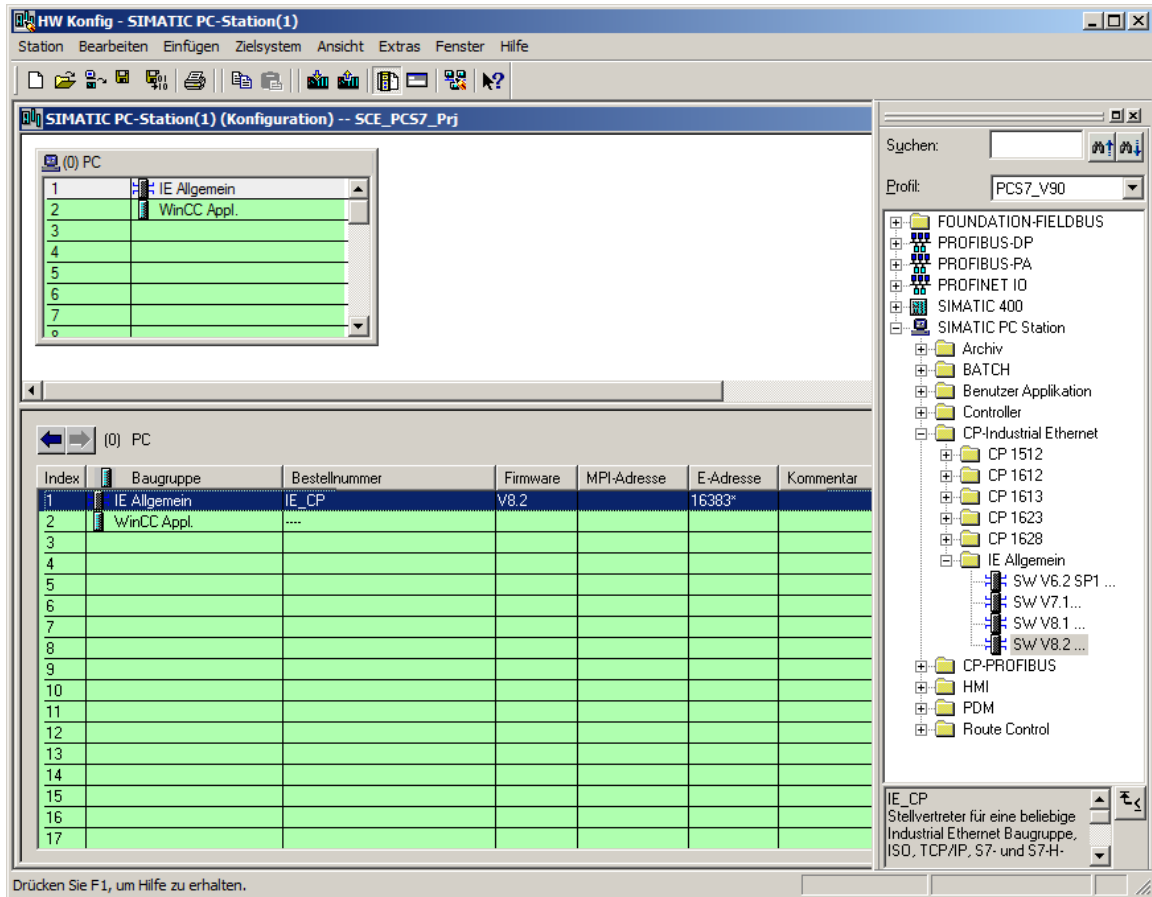 HW Konfig - SIMATIC PC-Station(1)
Station Bearbeiten Einfügen Zielsystem Ansicht Extras Fenster Hilfe
SIMATIC PC-Station(1) (Konfiguration) -- SCE_PCS7_Prj
(0) PC
1 IE Allgemein
2 WinCC Appl.
3
4
5
6
7
(0) PC
Index Baugruppe Bestellnummer Firmware MPI-Adresse E-Adresse Kommentar
1 IE Allgemein IE_CP V8.2 16383*
2 WinCC Appl. ----
3
4
5
6
7
8
9
10
11
12
13
14
15
16
17
Suchen:
Profil: PCS7_V90
FOUNDATION-FIELDBUS
PROFIBUS-DP
PROFIBUS-PA
PROFINET IO
SIMATIC 400
SIMATIC PC Station
Archiv
BATCH
Benutzer Applikation
Controller
CP-Industrial Ethernet
CP 1512
CP 1612
CP 1613
CP 1623
CP 1628
IE Allgemein
SW V6.2 SP1 ...
SW V7.1...
SW V8.1 ...
SW V8.2 ...
CP-PROFIBUS
HMI
PDM
Route Control
IE_CP
Stellvertreter für eine beliebige
Industrial Ethernet Baugruppe,
ISO, TCP/IP, S7- und S7-H-
Drücken Sie F1, um Hilfe zu erhalten.